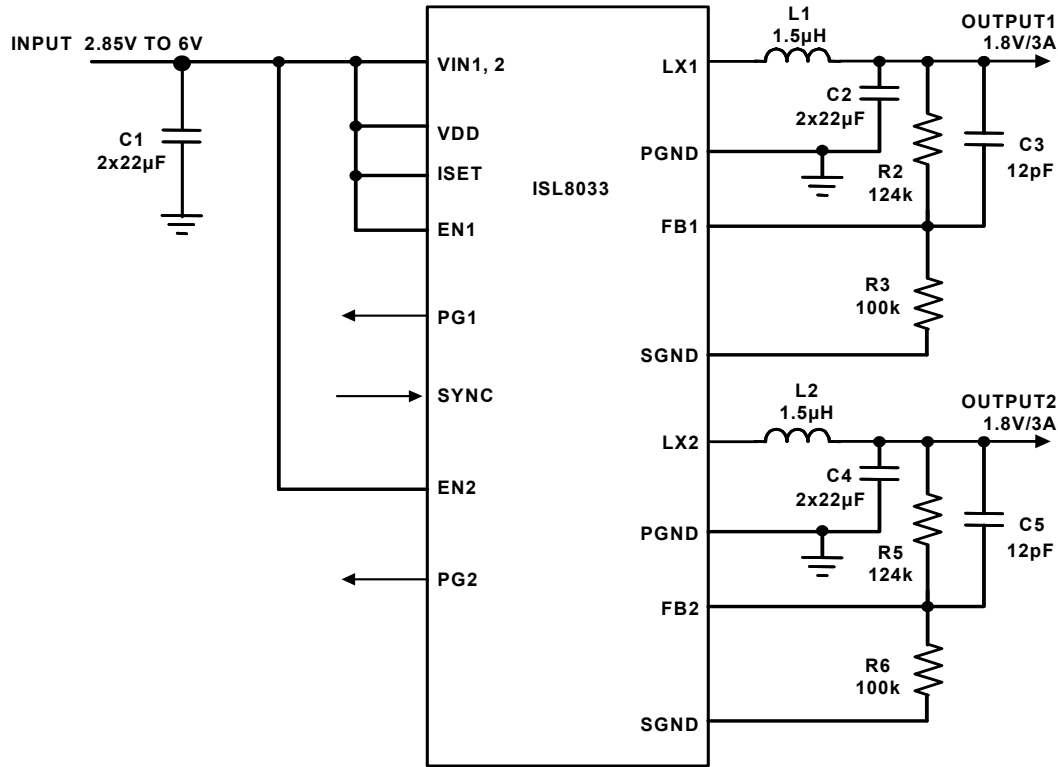 INPUT 2.85V TO 6V
C1
2x22µF
VIN1, 2
VDD
ISET
EN1
PG1
SYNC
EN2
PG2
ISL8033
LX1
PGND
FB1
SGND
LX2
PGND
FB2
SGND
L1
1.5µH
OUTPUT1
1.8V/3A
C2
2x22µF
R2
124k
C3
12pF
R3
100k
L2
1.5µH
OUTPUT2
1.8V/3A
C4
2x22µF
R5
124k
C5
12pF
R6
100k